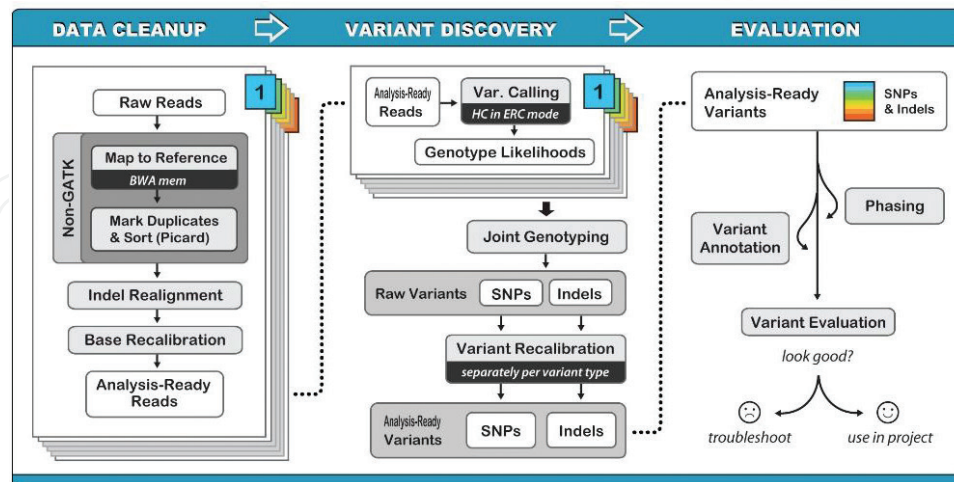 DATA CLEANUP
VARIANT DISCOVERY
EVALUATION
1
Raw Reads
Non-GATK
Map to Reference
BWA mem
Mark Duplicates
& Sort (Picard)
Indel Realignment
Base Recalibration
Analysis-Ready
Reads
1
Analysis-Ready
Reads
Var. Calling
HC in ERC mode
Genotype Likelihoods
Joint Genotyping
Raw Variants
SNPs
Indels
Variant Recalibration
separately per variant type
Analysis-Ready
Variants
SNPs
Indels
Analysis-Ready
Variants
SNPs
& Indels
Phasing
Variant
Annotation
Variant Evaluation
look good?
troubleshoot
use in project